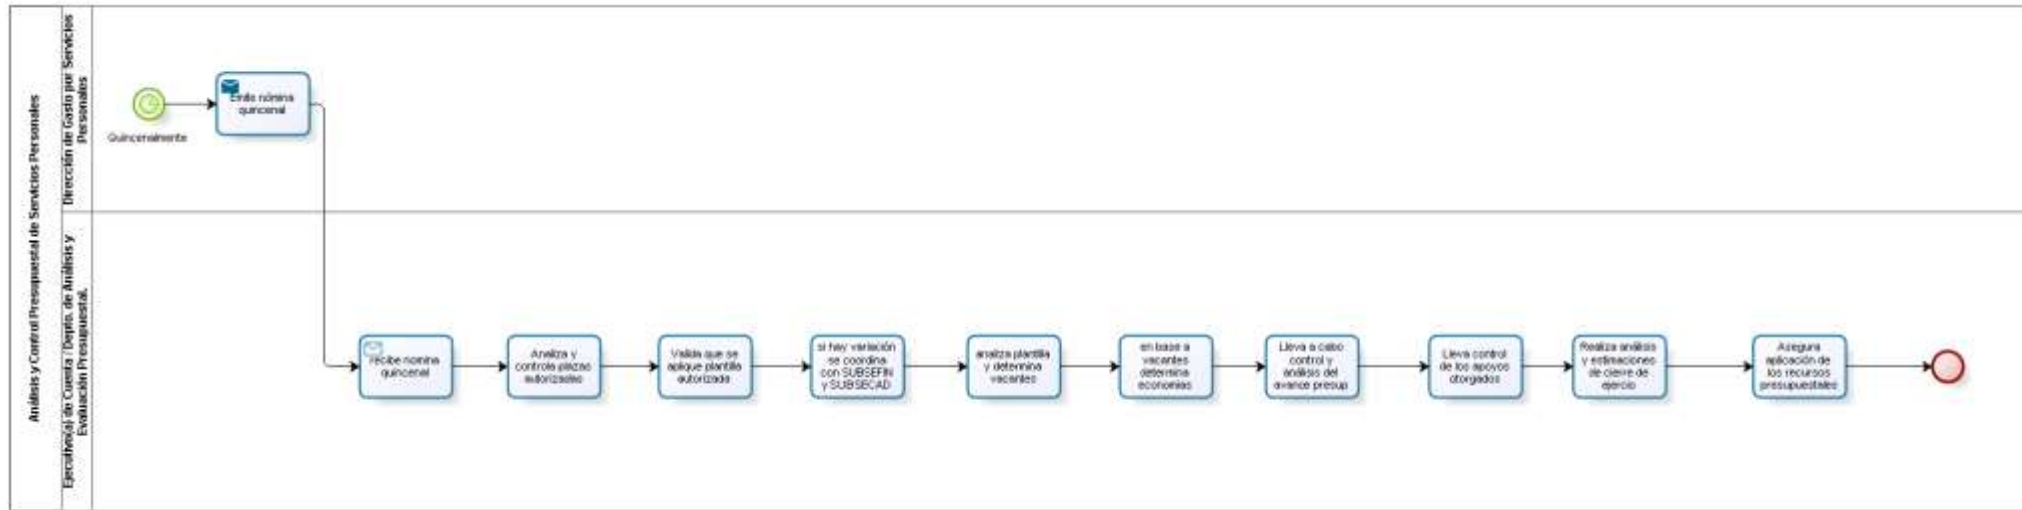 Análisis y Control Presupuestal de Servicios Personales
Dirección de Gasto por Servicios
Personales
Quincenalmente
Emite nómina
quincenal
Ejecutivo(a) de Cuenta / Depto. de Análisis y
Evaluación Presupuestal.
recibe nomina
quincenal
Analiza y
controla plazas
autorizadas
Valida que se
aplique plantilla
autorizada
si hay variación
se coordina
con SUBSEFIN
y SUBSECAD
analiza plantilla
y determina
vacantes
en base a
vacantes
determina
economias
Lleva a cabo
control y
análisis del
avance presup
Lleva control
de los apoyos
otorgados
Realiza análisis
y estimaciones
de cierre de
ejercio
Asegura
aplicación de
los recursos
presupuestales